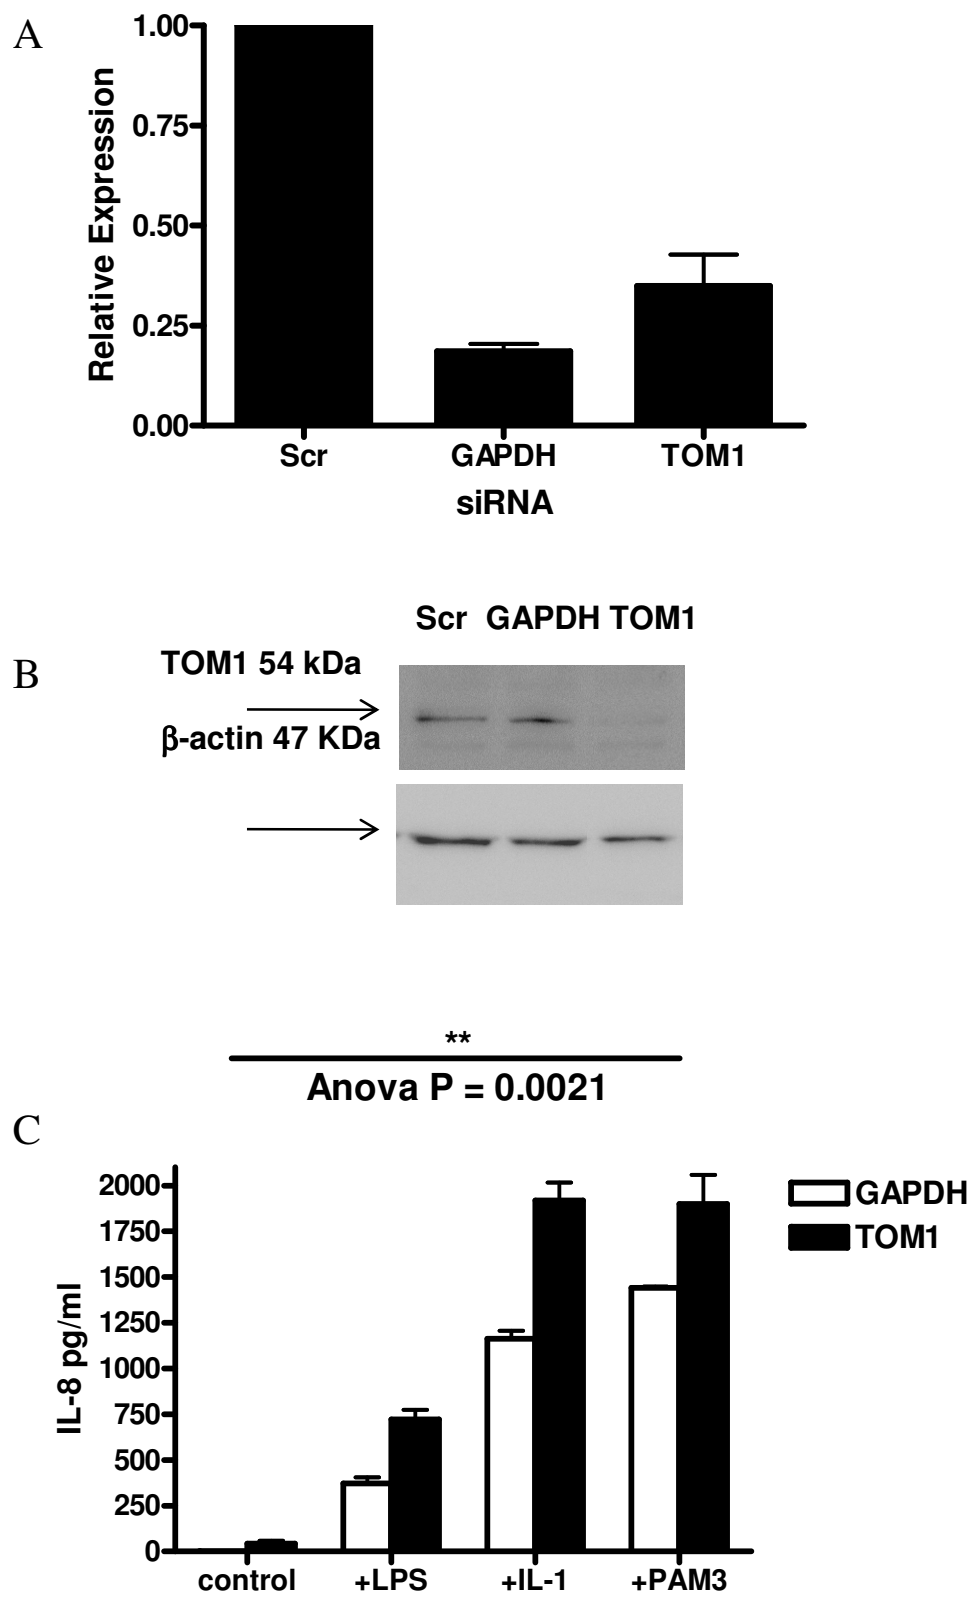 A
1.00
0.75
0.50
0.25
0.00
Relative Expression
Scr GAPDH TOM1
siRNA
Scr GAPDH TOM1
B
TOM1 54 kDa
β-actin 47 KDa
**
Anova P = 0.0021
C
2000
1750
1500
1250
1000
750
500
250
0
IL-8 pg/ml
GAPDH
TOM1
control +LPS +IL-1 +PAM3